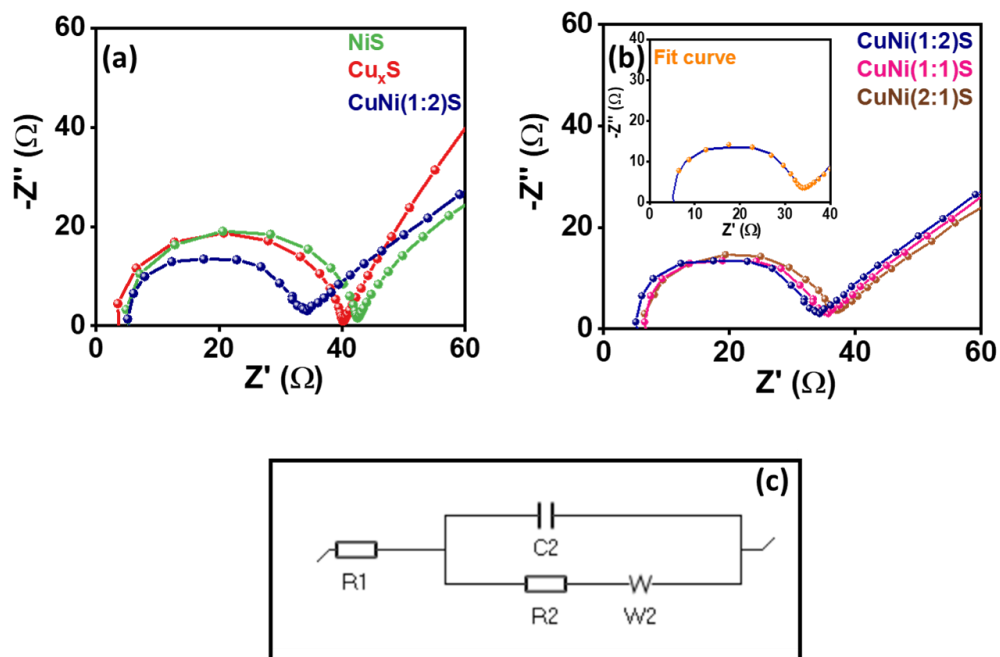 (a)
NiS
CuₓS
CuNi(1:2)S
60
40
20
0
-Z'' (Ω)
0 20 40 60
Z' (Ω)
(b)
CuNi(1:2)S
CuNi(1:1)S
CuNi(2:1)S
60
40
20
0
-Z'' (Ω)
0 20 40 60
Z' (Ω)
Fit curve
40
30
20
10
0
-Z'' (Ω)
0 10 20 30 40
Z' (Ω)
(c)
C2
R1
R2 W2